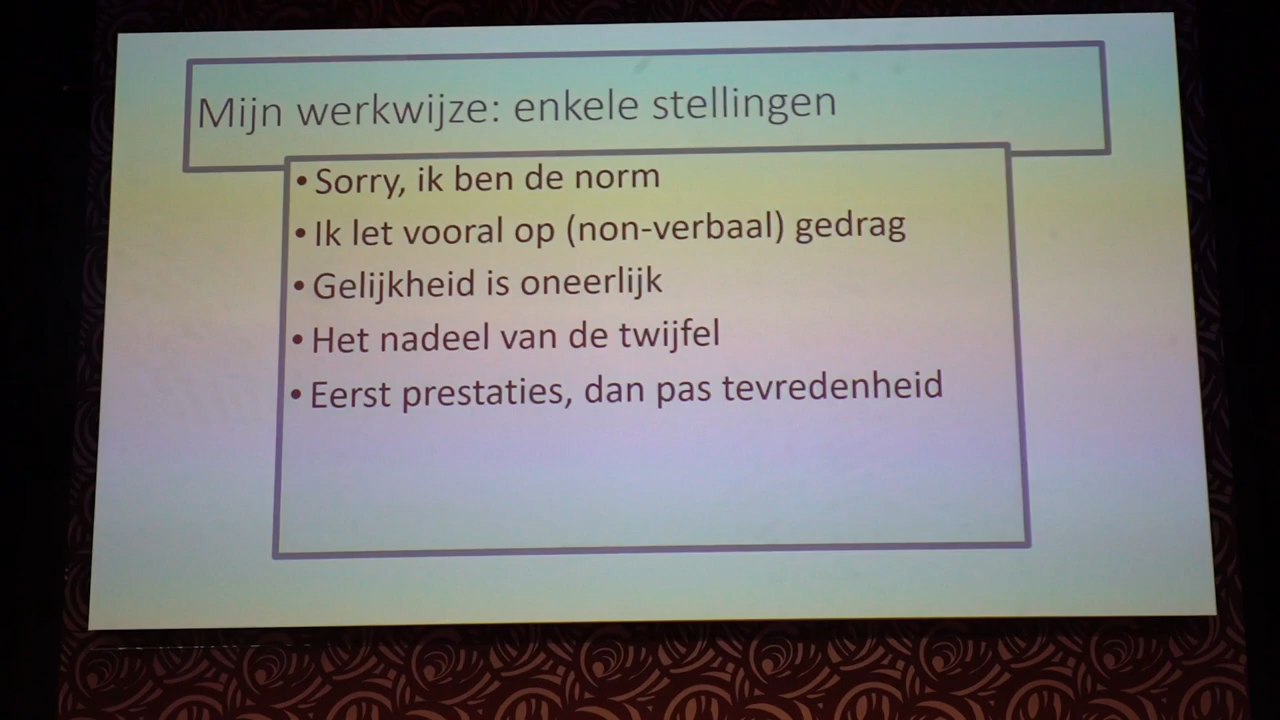 Mijn werkwijze: enkele stellingen
• Sorry, ik ben de norm
• Ik let vooral op (non-verbaal) gedrag
• Gelijkheid is oneerlijk
• Het nadeel van de twijfel
• Eerst prestaties, dan pas tevredenheid